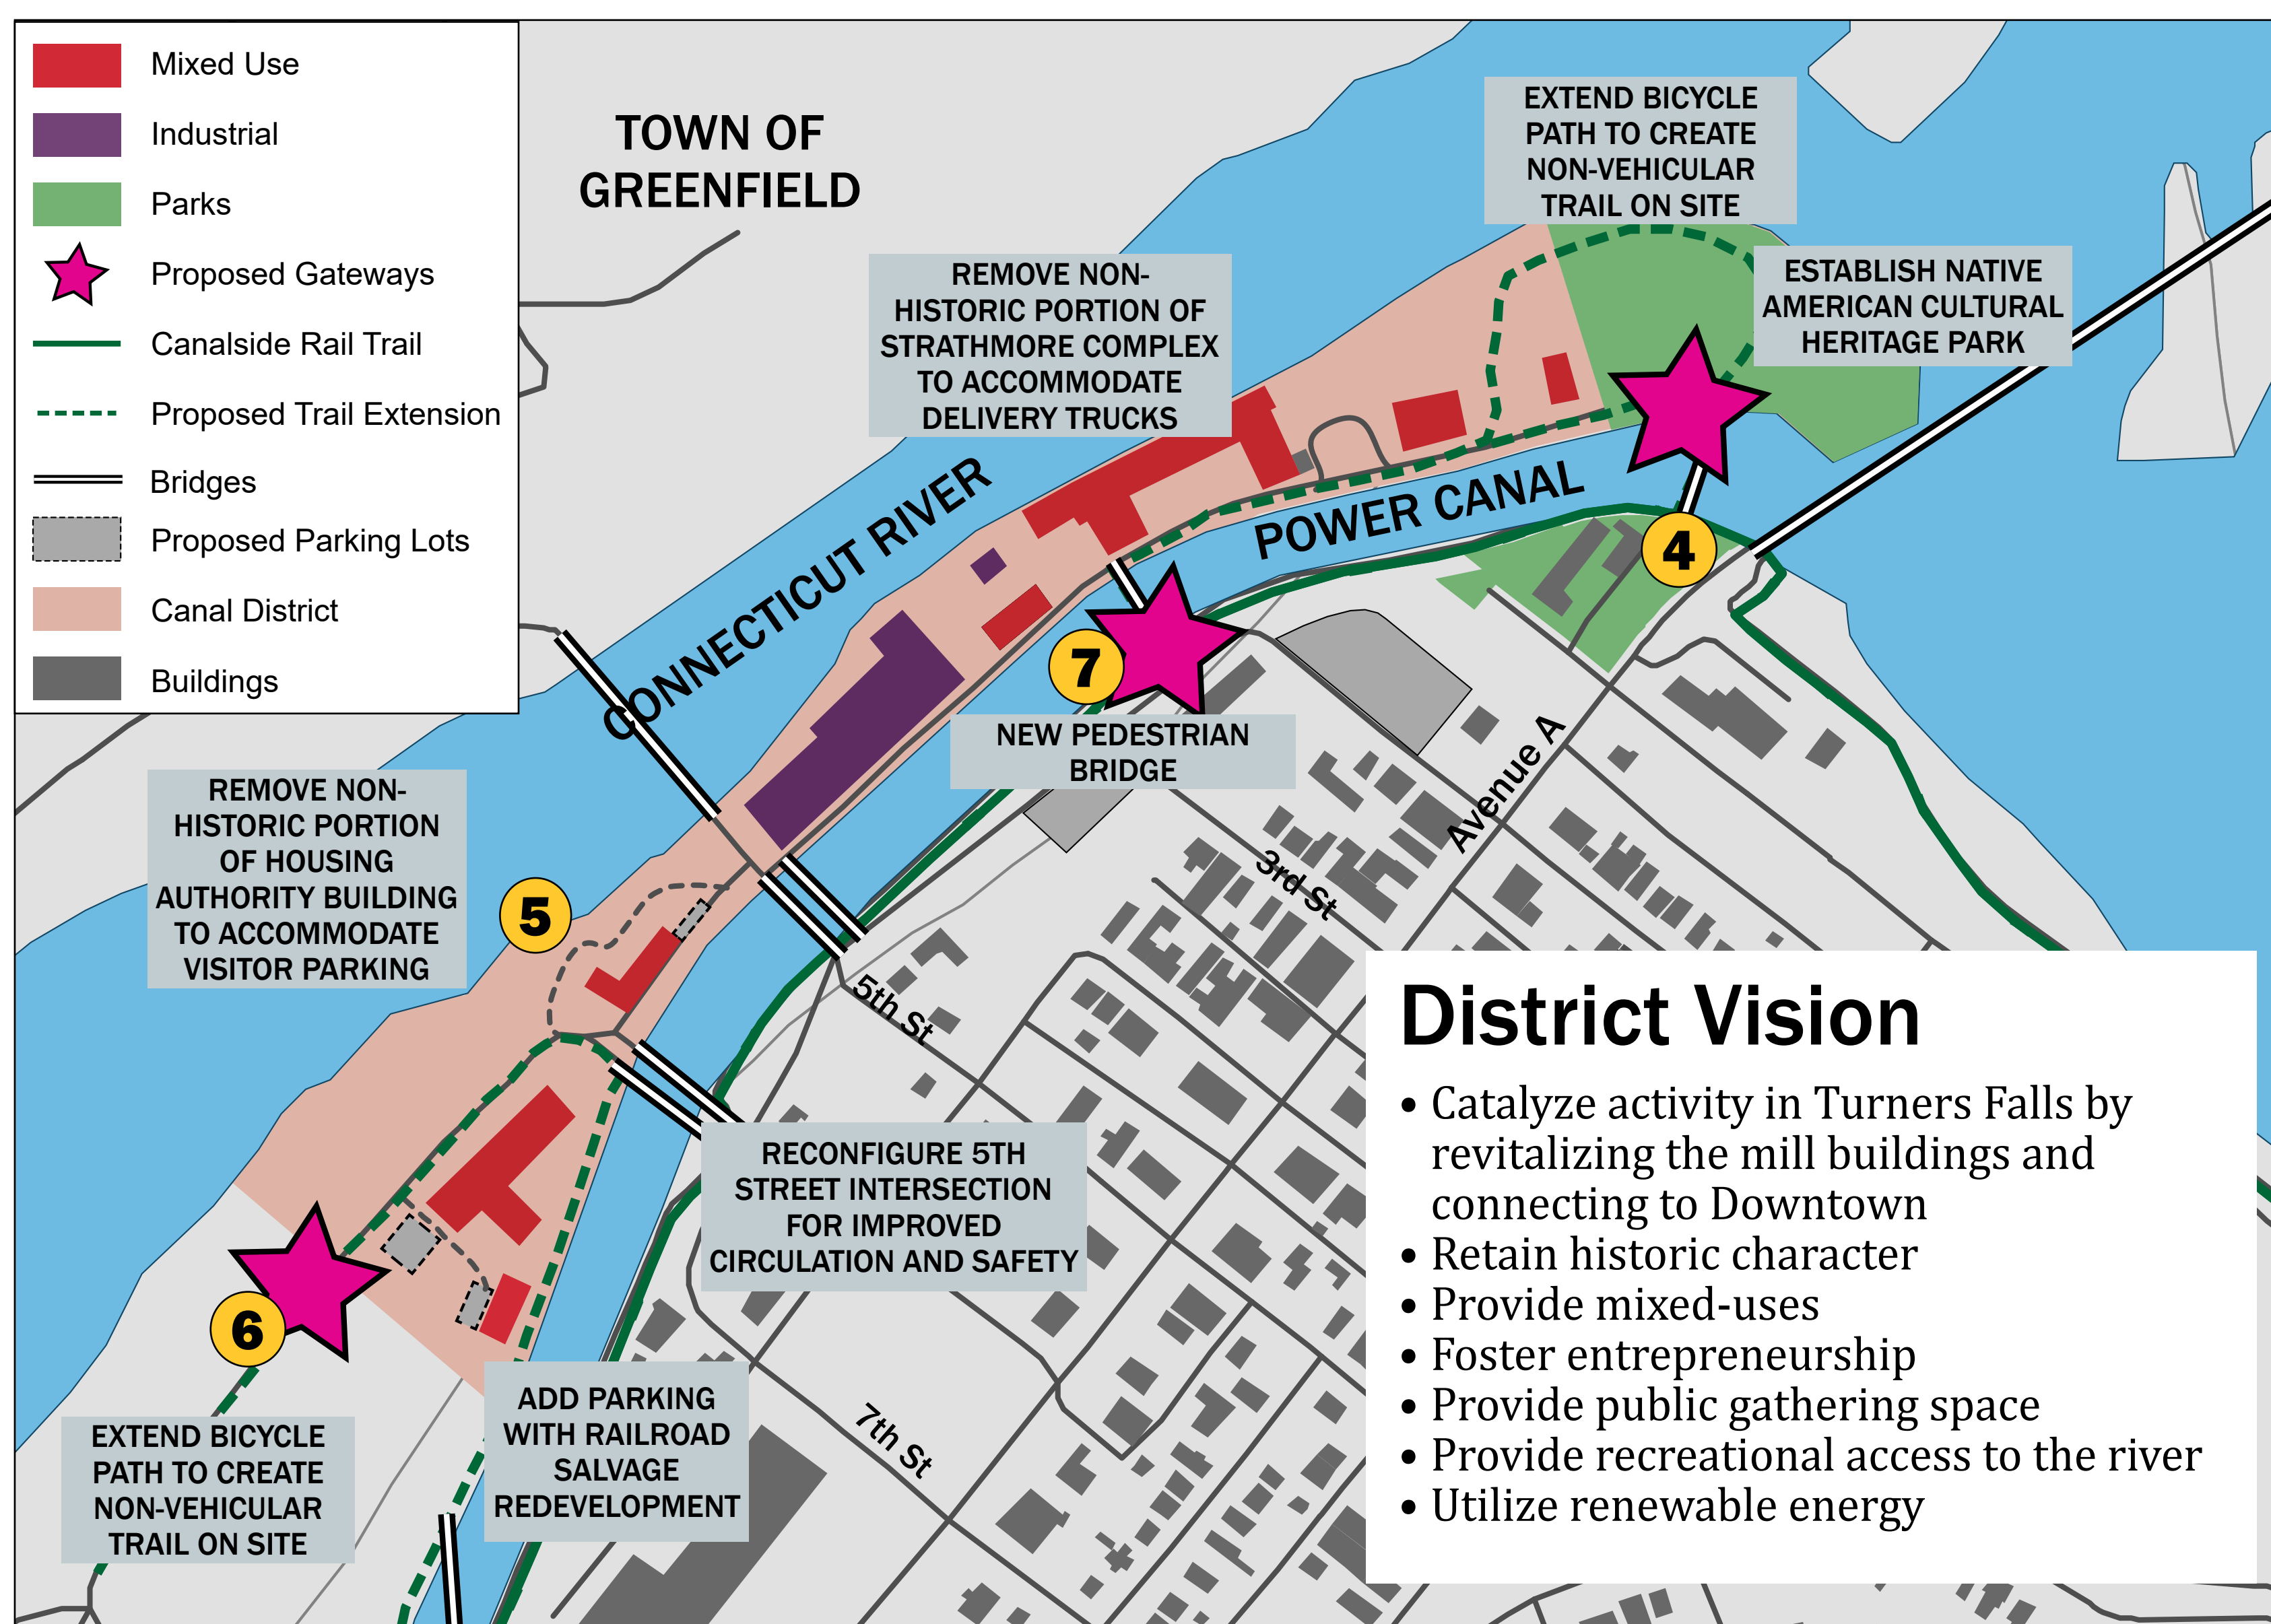 Mixed Use
Industrial
Parks
Proposed Gateways
Canalside Rail Trail
Proposed Trail Extension
Bridges
Proposed Parking Lots
Canal District
Buildings
TOWN OF
GREENFIELD
EXTEND BICYCLE
PATH TO CREATE
NON-VEHICULAR
TRAIL ON SITE
ESTABLISH NATIVE
AMERICAN CULTURAL
HERITAGE PARK
REMOVE NON-
HISTORIC PORTION OF
STRATHMORE COMPLEX
TO ACCOMMODATE
DELIVERY TRUCKS
CONNECTICUT RIVER
POWER CANAL
4
7
NEW PEDESTRIAN
BRIDGE
Avenue A
3rd St
REMOVE NON-
HISTORIC PORTION
OF HOUSING
AUTHORITY BUILDING
TO ACCOMMODATE
VISITOR PARKING
5
5th St
RECONFIGURE 5TH
STREET INTERSECTION
FOR IMPROVED
CIRCULATION AND SAFETY
6
EXTEND BICYCLE
PATH TO CREATE
NON-VEHICULAR
TRAIL ON SITE
ADD PARKING
WITH RAILROAD
SALVAGE
REDEVELOPMENT
7th St
District Vision
• Catalyze activity in Turners Falls by
revitalizing the mill buildings and
connecting to Downtown
• Retain historic character
• Provide mixed-uses
• Foster entrepreneurship
• Provide public gathering space
• Provide recreational access to the river
• Utilize renewable energy